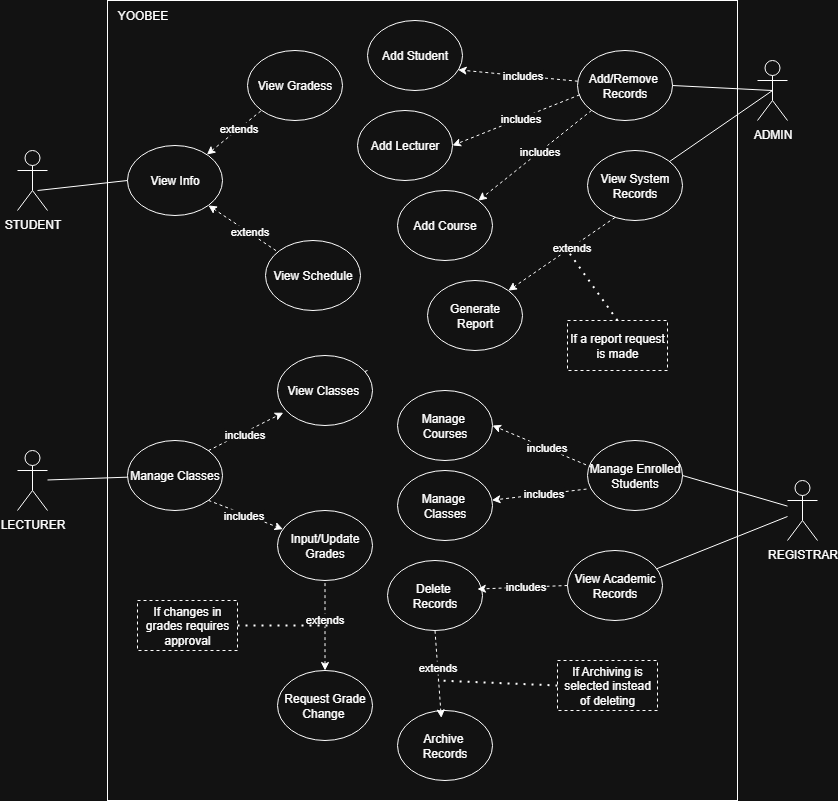 YOOBEE
Add Student
includes
Add/Remove
Records
ADMIN
View Gradess
extends
Add Lecturer
includes
includes
View Info
STUDENT
View System
Records
Add Course
extends
View Schedule
extends
Generate
Report
If a report request
is made
View Classes
includes
Manage
Courses
includes
Manage Classes
LECTURER
Manage Enrolled
Students
Manage
Classes
includes
REGISTRAR
includes
Input/Update
Grades
View Academic
Records
includes
Delete
Records
If changes in
grades requires
approval
extends
extends
If Archiving is
selected instead
of deleting
Request Grade
Change
Archive
Records